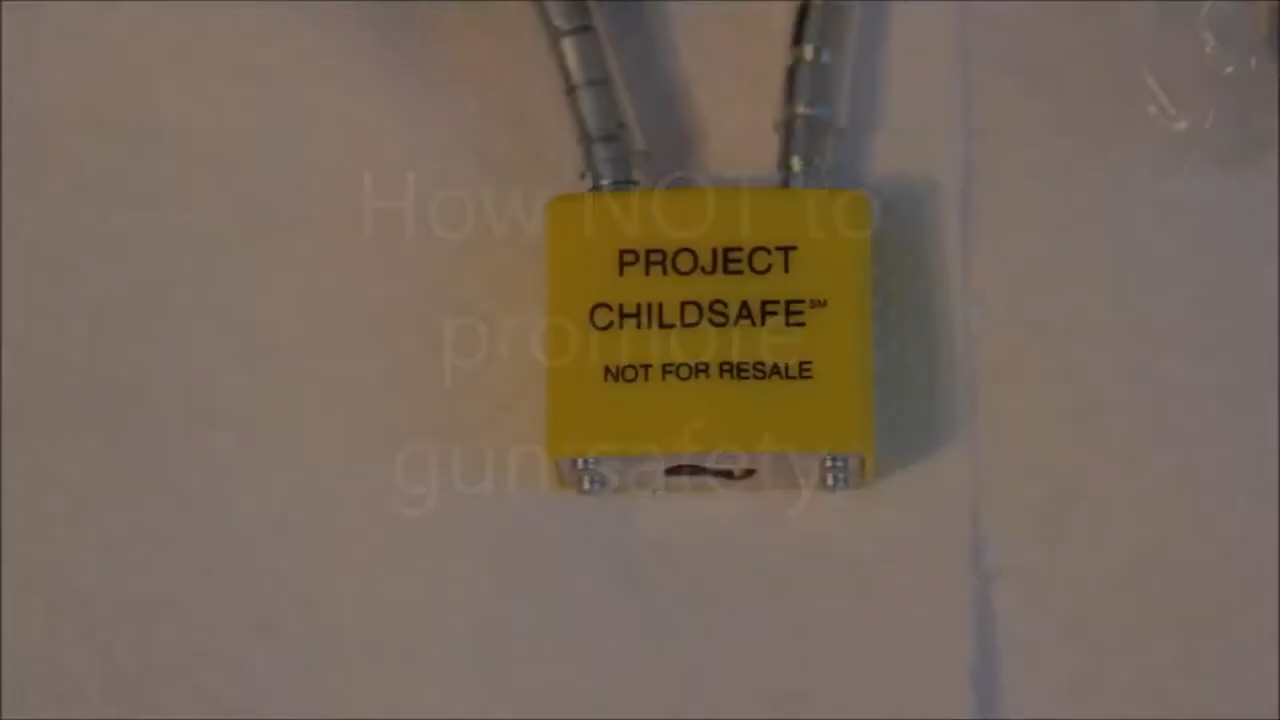 How NOT to
promote
gun safety
PROJECT
CHILDSAFE℠
NOT FOR RESALE